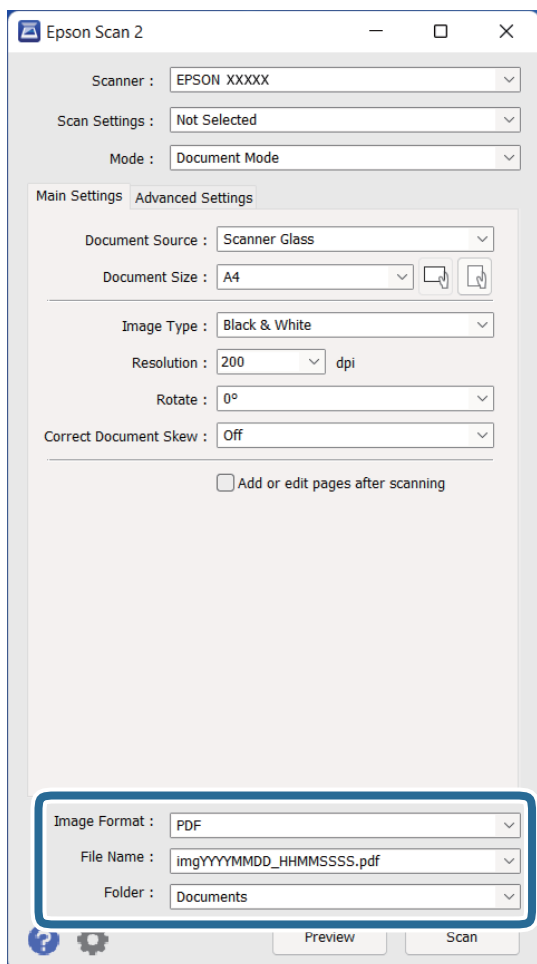 Epson Scan 2
Scanner : EPSON XXXXX
Scan Settings : Not Selected
Mode : Document Mode
Main Settings Advanced Settings
Document Source : Scanner Glass
Document Size : A4
Image Type : Black & White
Resolution : 200 dpi
Rotate : 0°
Correct Document Skew : Off
Add or edit pages after scanning
Image Format : PDF
File Name : imgYYYYMMDD_HHMMSSSS.pdf
Folder : Documents
? Preview Scan